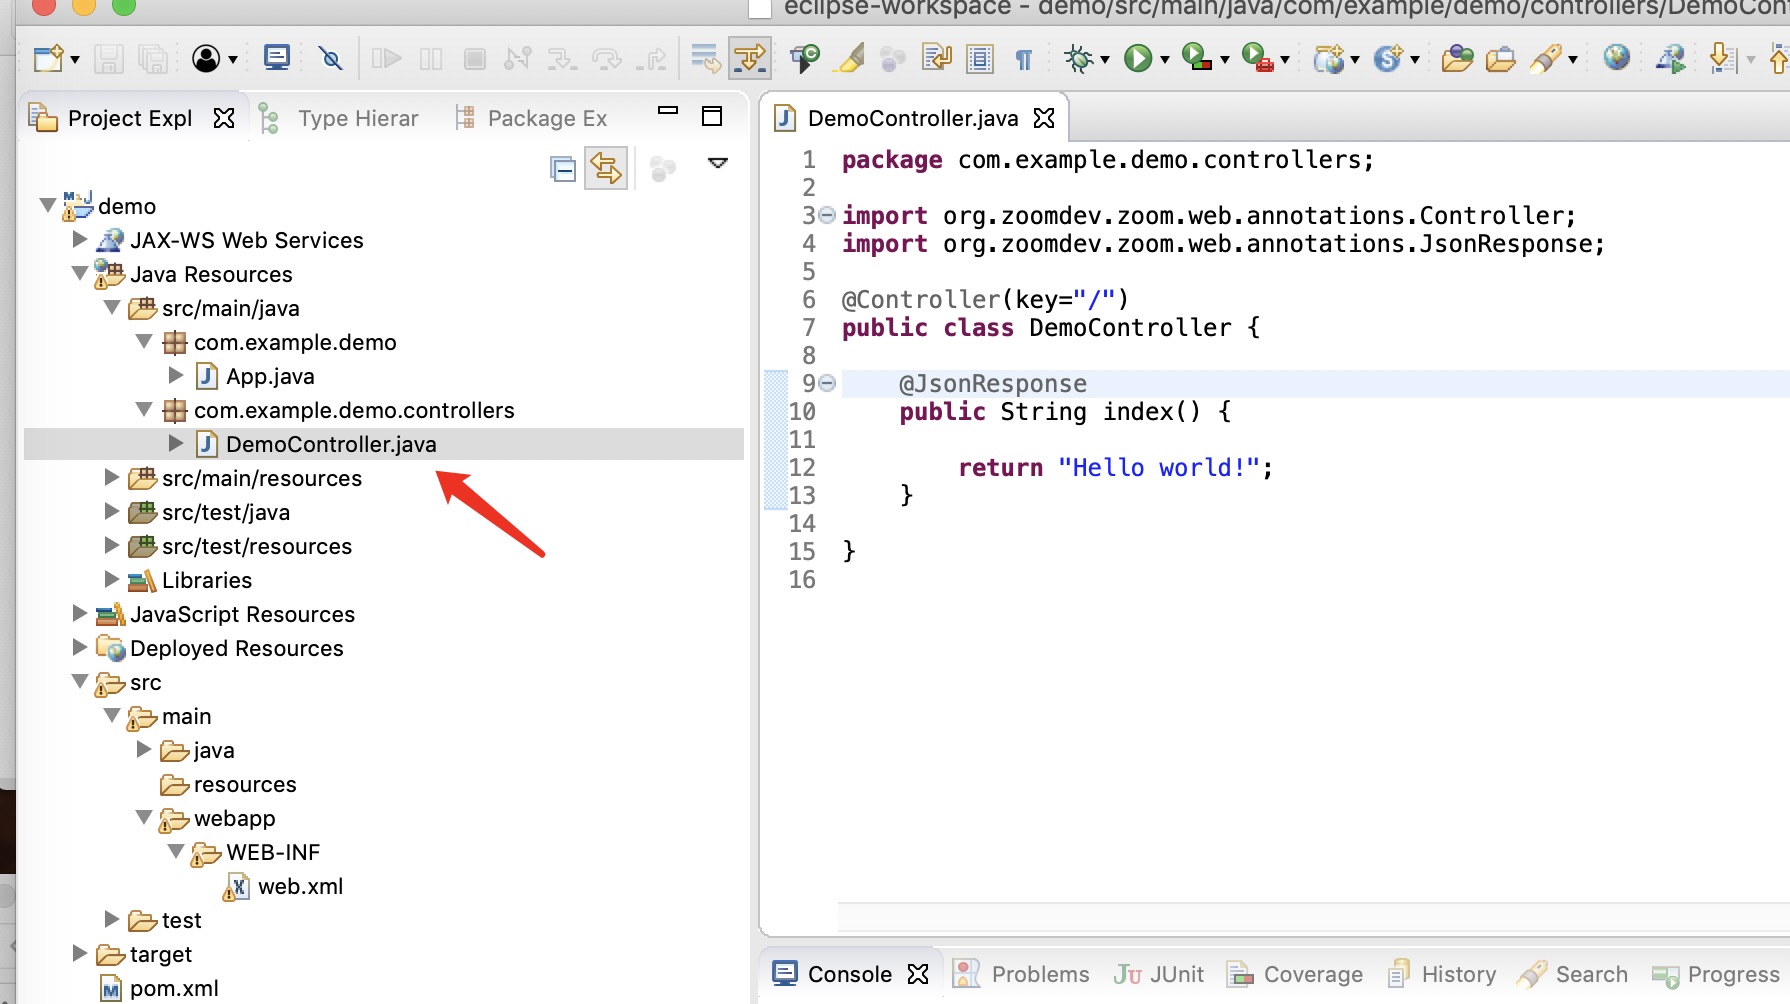 eclipse-workspace - demo/src/main/java/com/example/demo/controllers/DemoCon
Project Expl
Type Hierar
Package Ex
demo
JAX-WS Web Services
Java Resources
src/main/java
com.example.demo
App.java
com.example.demo.controllers
DemoController.java
src/main/resources
src/test/java
src/test/resources
Libraries
JavaScript Resources
Deployed Resources
src
main
java
resources
webapp
WEB-INF
web.xml
test
target
pom.xml
DemoController.java
1 package com.example.demo.controllers;
2
3 import org.zoomdev.zoom.web.annotations.Controller;
4 import org.zoomdev.zoom.web.annotations.JsonResponse;
5
6 @Controller(key="/")
7 public class DemoController {
8
9 @JsonResponse
10 public String index() {
11
12 return "Hello world!";
13 }
14
15 }
16
Console
Problems
JUnit
Coverage
History
Search
Progress